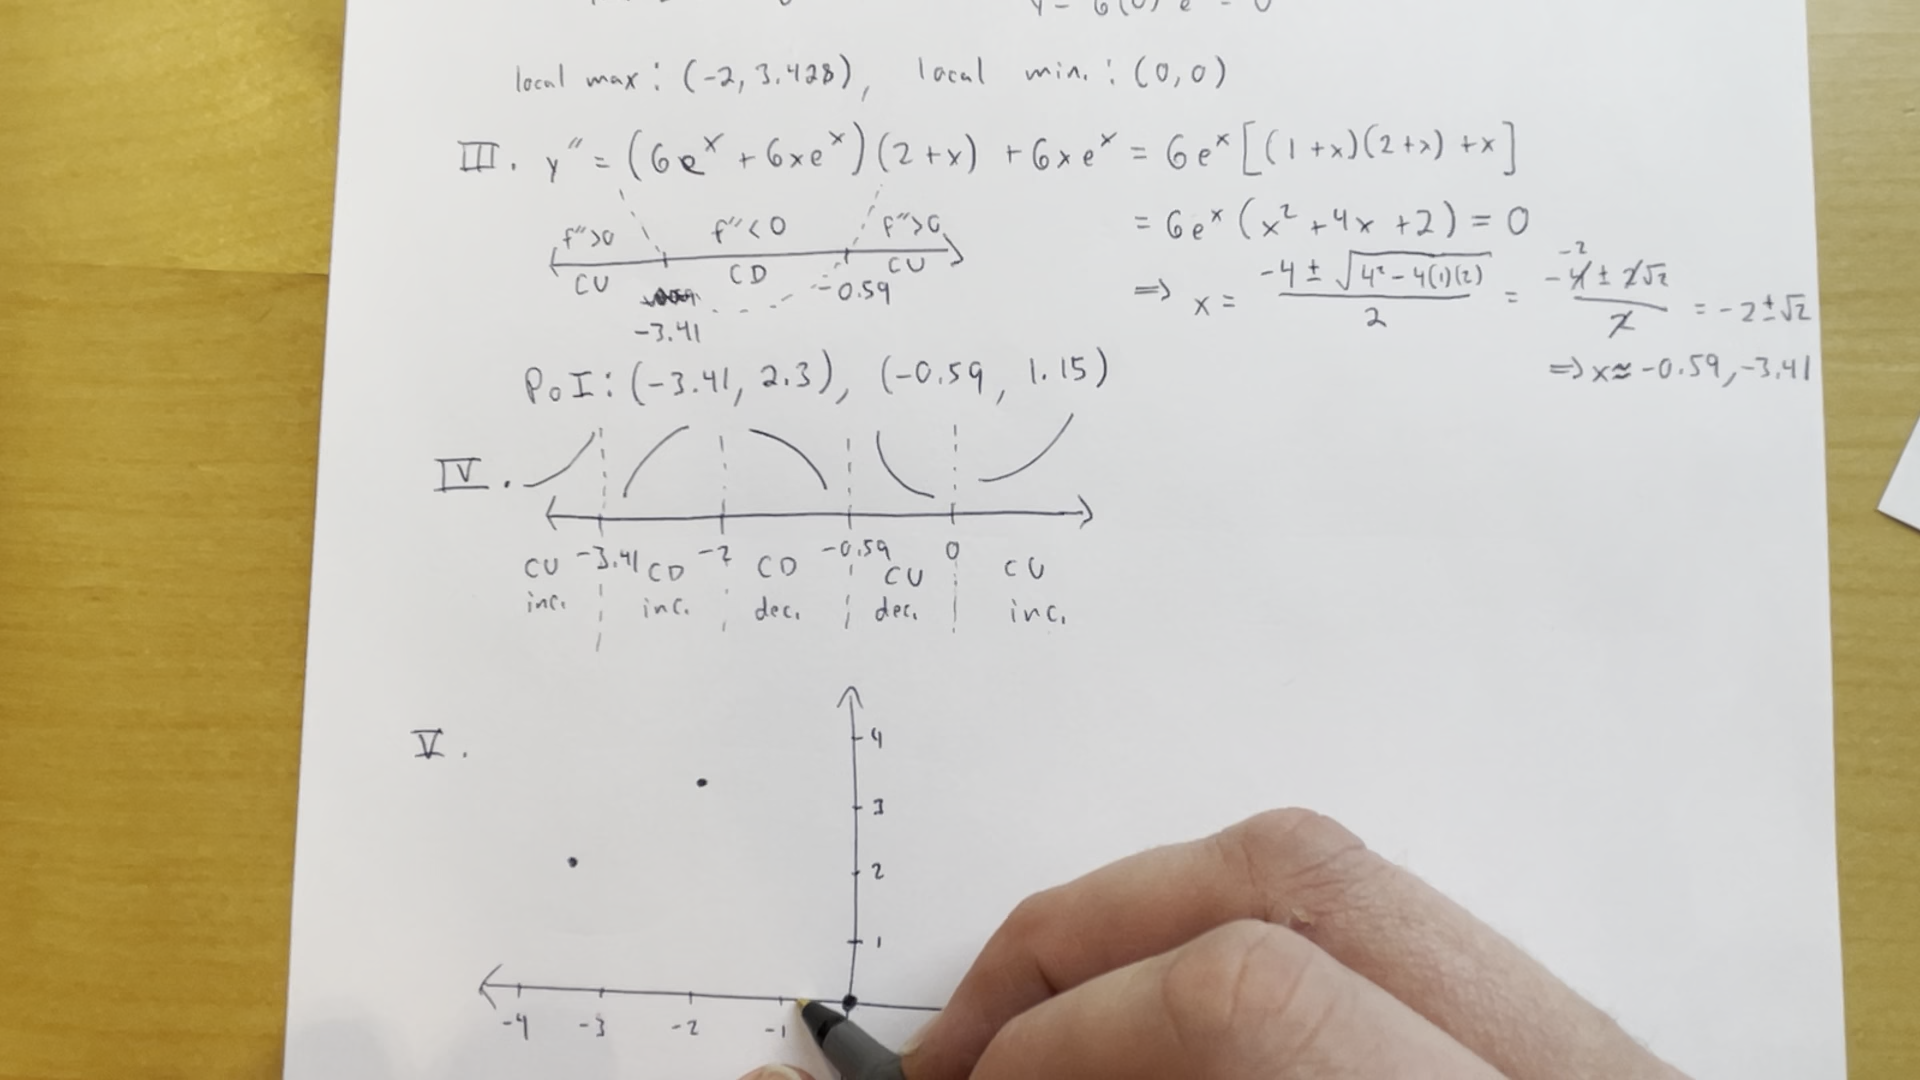 local max: (-2, 3.428), local min.: (0,0)
III. y″ = (6e^x + 6xe^x)(2+x) + 6xe^x = 6e^x[(1+x)(2+x)+x]
= 6e^x(x²+4x+2) = 0
f″>0 f″<0 f″>0
CU CD CU
-3.41 -0.59
⇒ x = (-4 ± √(4²-4(1)(2)))/2 = (-4 ± 2√2)/2 = -2±√2
-2
⇒ x≈ -0.59, -3.41
PoI: (-3.41, 2.3), (-0.59, 1.15)
IV.
-3.41 -2 -0.59 0
CU CD CD CU CU
inc. inc. dec. dec. inc.
V.
4
3
2
1
-4 -3 -2 -1